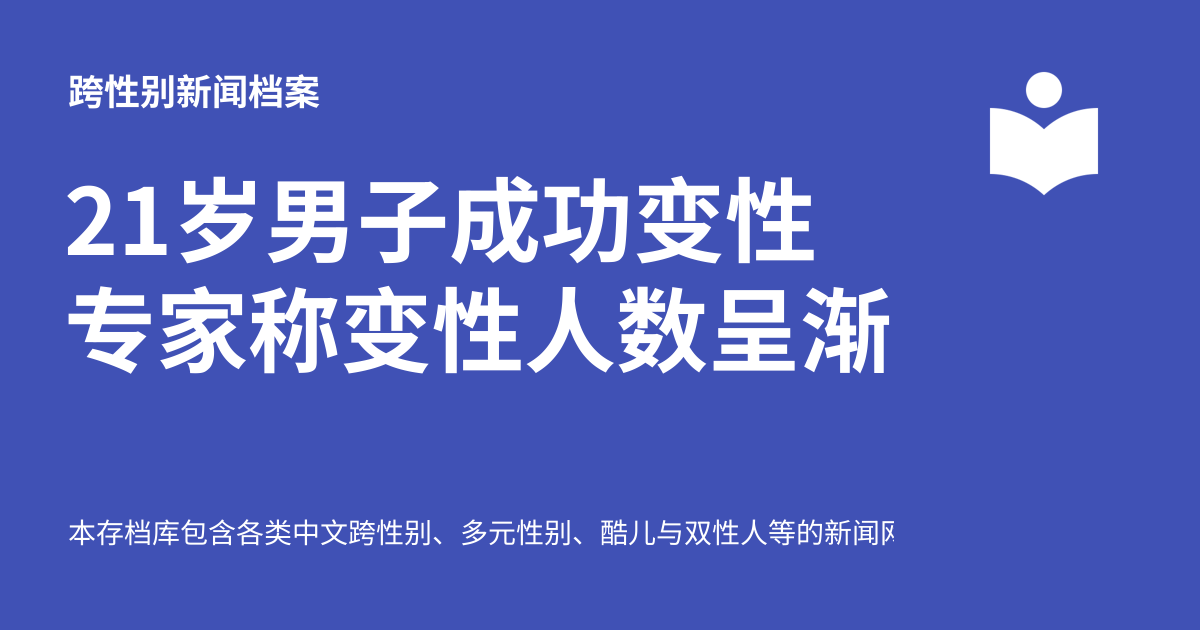 跨性别新闻档案
21岁男子成功变性
专家称变性人数呈渐
本存档库包含各类中文跨性别、多元性别、酷儿与双性人等的新闻网